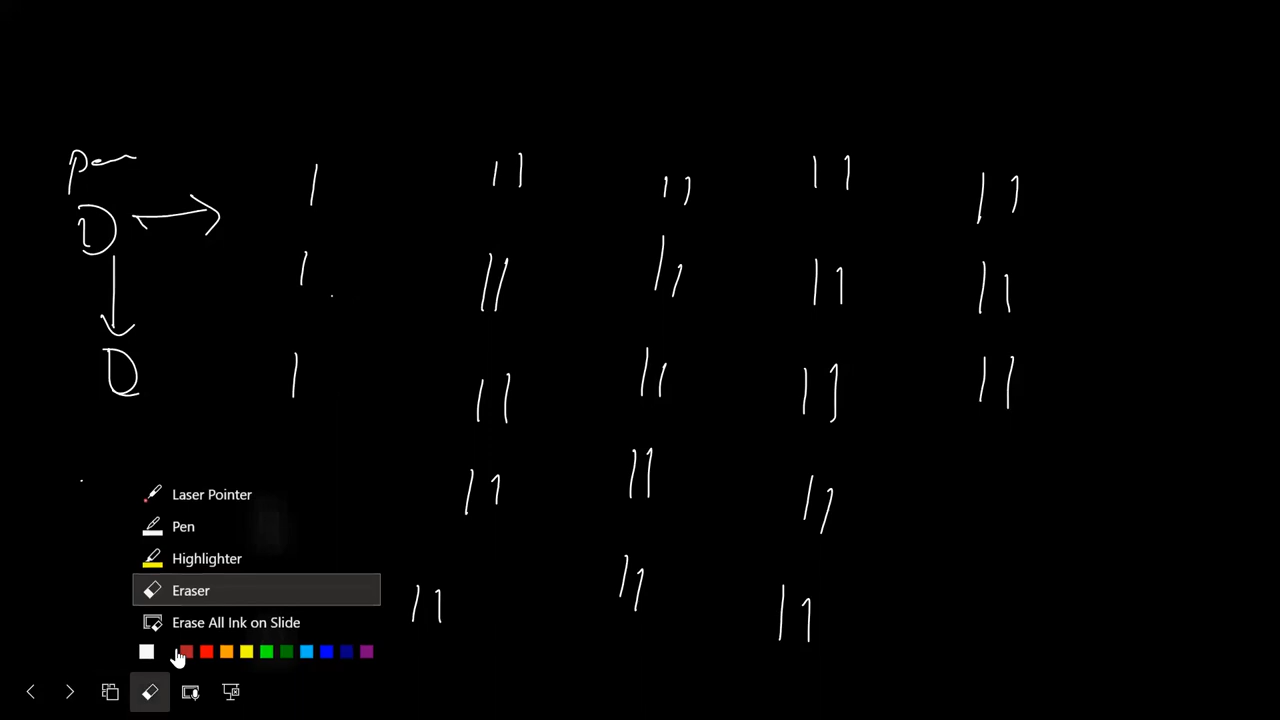 pen | || || || ||
D
| || || || ||
D | || || || ||
|| || ||
Laser Pointer
Pen
Highlighter
Eraser || || ||
Erase All Ink on Slide